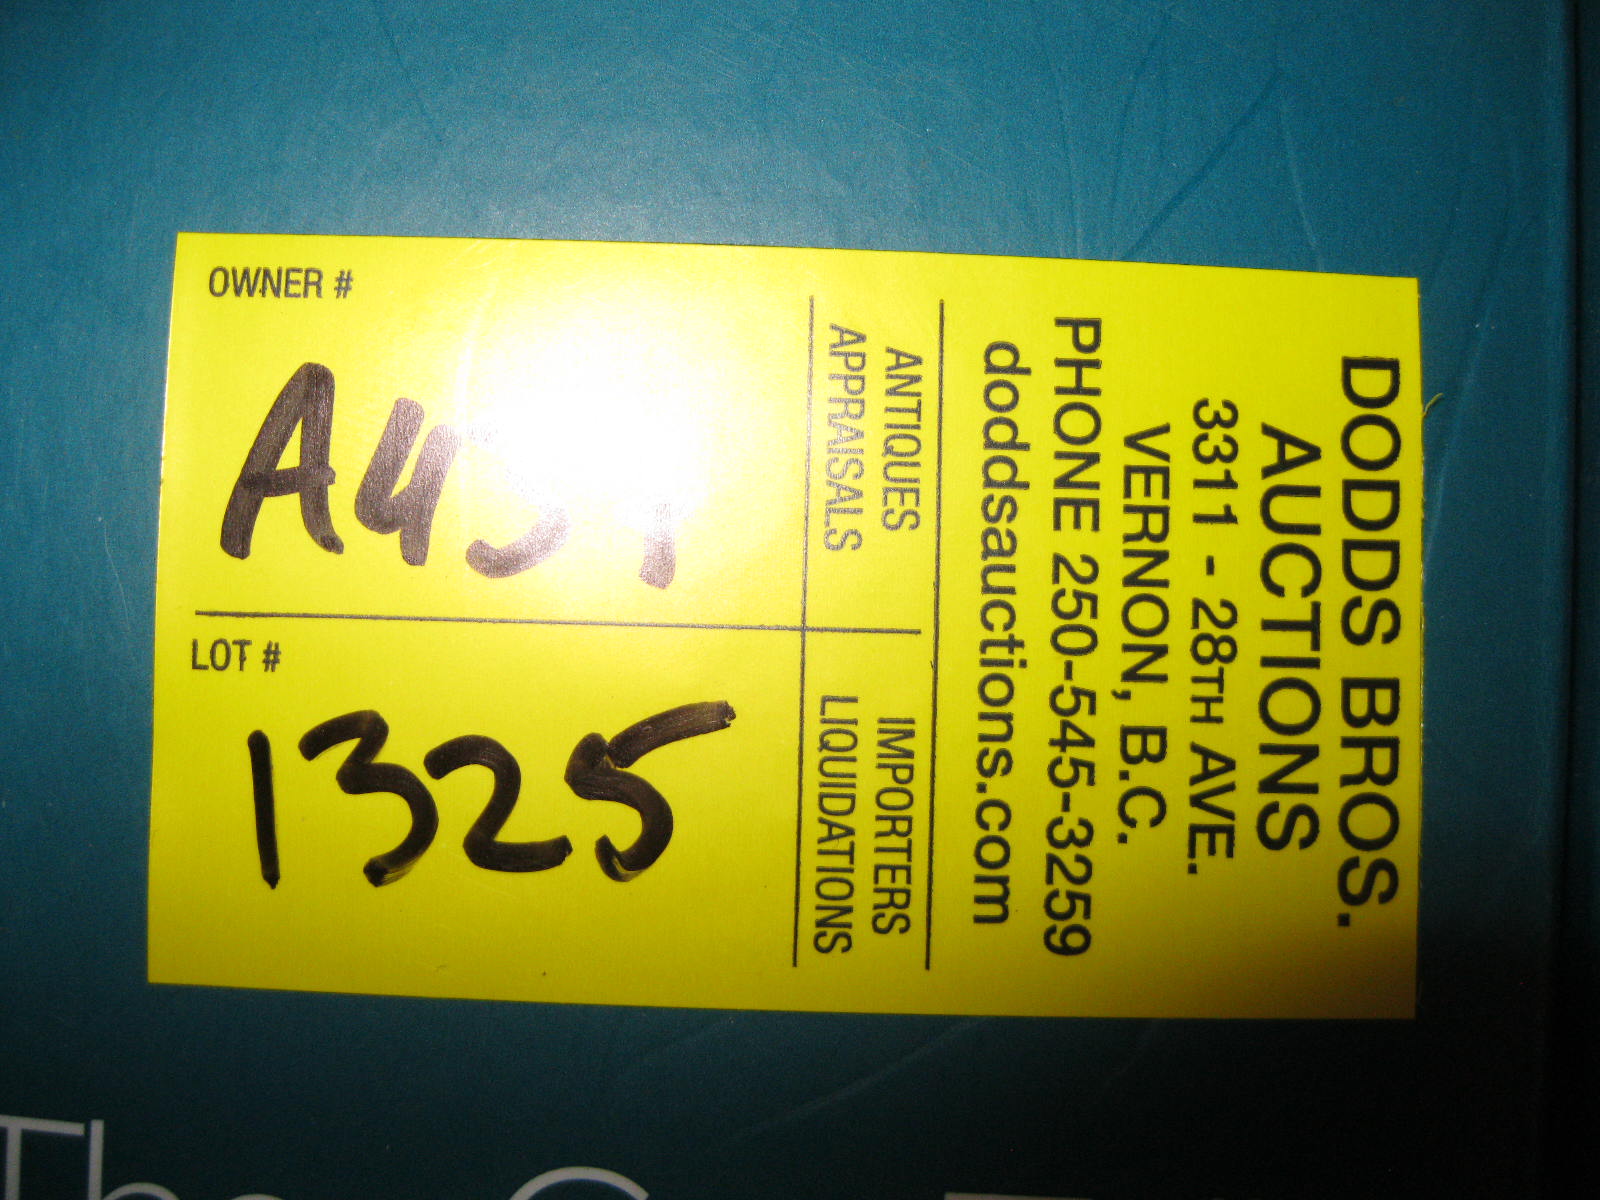 DODDS BROS.
AUCTIONS
3311 - 28TH AVE.
VERNON, B.C.
PHONE 250-545-3259
doddsauctions.com
ANTIQUES
APPRAISALS
IMPORTERS
LIQUIDATIONS
OWNER #
LOT #
1325
The